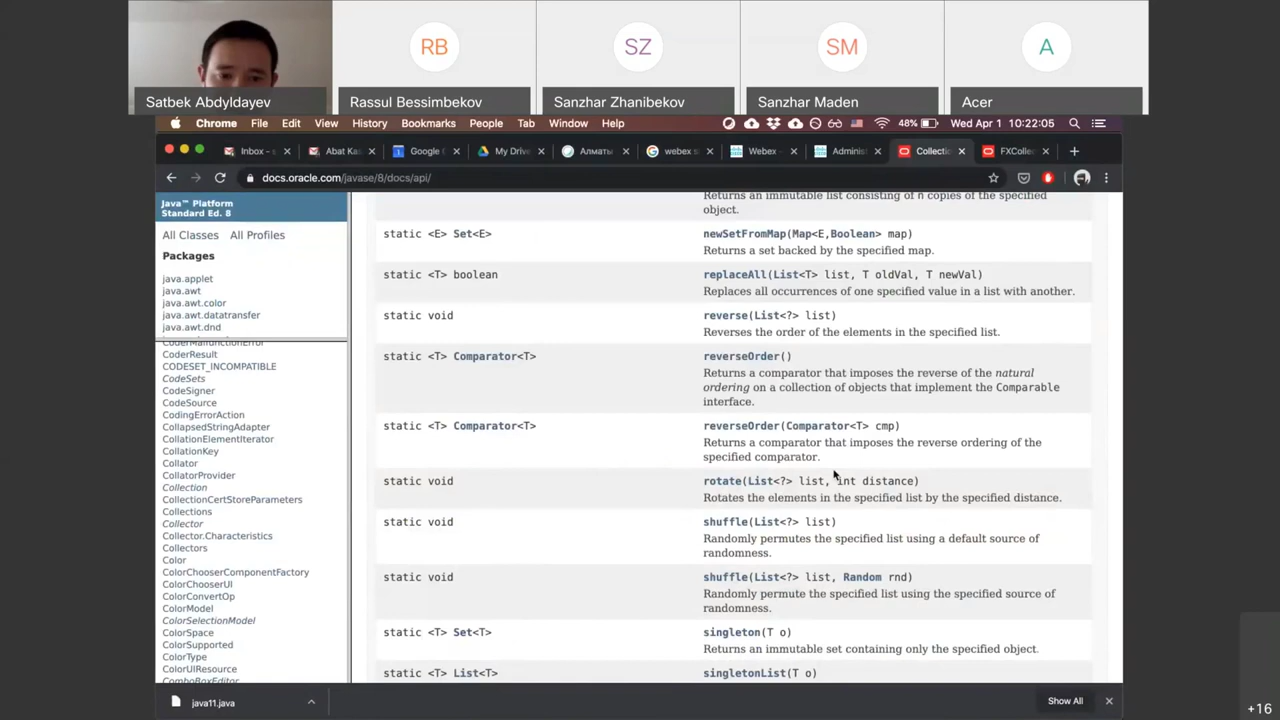 RB
SZ
SM
A
Satbek Abdyldayev
Rassul Bessimbekov
Sanzhar Zhanibekov
Sanzhar Maden
Acer
Chrome File Edit View History Bookmarks People Tab Window Help
48% Wed Apr 1 10:22:05
Inbox - s
Abat Ka
Google
My Drive
Алматы
webex s
Webex -
Adminis
Collectio
FXCollec
docs.oracle.com/javase/8/docs/api/
Java™ Platform
Standard Ed. 8
All Classes All Profiles
Packages
java.applet
java.awt
java.awt.color
java.awt.datatransfer
java.awt.dnd
CoderMalfunctionError
CoderResult
CODESET_INCOMPATIBLE
CodeSets
CodeSigner
CodeSource
CodingErrorAction
CollapsedStringAdapter
CollationElementIterator
CollationKey
Collator
CollatorProvider
Collection
CollectionCertStoreParameters
Collections
Collector
Collector.Characteristics
Collectors
Color
ColorChooserComponentFactory
ColorChooserUI
ColorConvertOp
ColorModel
ColorSelectionModel
ColorSpace
ColorSupported
ColorType
ColorUIResource
ComboBoxEditor
Returns an immutable list consisting of n copies of the specified
object.
static <E> Set<E> newSetFromMap(Map<E,Boolean> map)
Returns a set backed by the specified map.
static <T> boolean replaceAll(List<T> list, T oldVal, T newVal)
Replaces all occurrences of one specified value in a list with another.
static void reverse(List<?> list)
Reverses the order of the elements in the specified list.
static <T> Comparator<T> reverseOrder()
Returns a comparator that imposes the reverse of the natural
ordering on a collection of objects that implement the Comparable
interface.
static <T> Comparator<T> reverseOrder(Comparator<T> cmp)
Returns a comparator that imposes the reverse ordering of the
specified comparator.
static void rotate(List<?> list, int distance)
Rotates the elements in the specified list by the specified distance.
static void shuffle(List<?> list)
Randomly permutes the specified list using a default source of
randomness.
static void shuffle(List<?> list, Random rnd)
Randomly permute the specified list using the specified source of
randomness.
static <T> Set<T> singleton(T o)
Returns an immutable set containing only the specified object.
static <T> List<T> singletonList(T o)
java11.java
Show All
+16